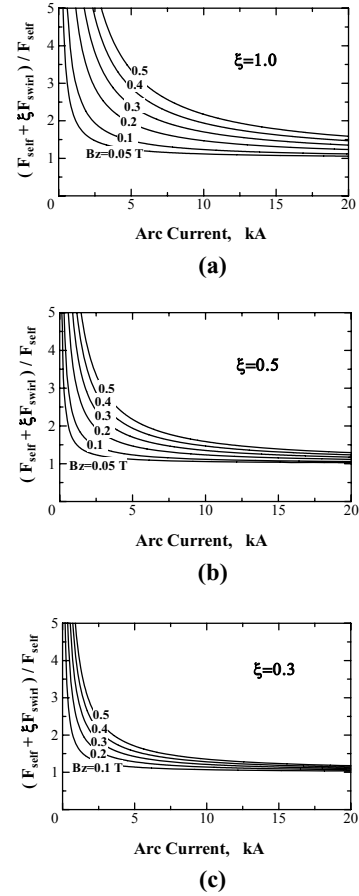 ( F_self + ξF_swirl ) / F_self
5
4
3
2
1
0
ξ=1.0
0.5
0.4
0.3
0.2
0.1
Bz=0.05 T
0 5 10 15 20
Arc Current, kA
(a)
( F_self + ξF_swirl ) / F_self
5
4
3
2
1
0
ξ=0.5
0.5
0.4
0.3
0.2
0.1
Bz=0.05 T
0 5 10 15 20
Arc Current, kA
(b)
( F_self + ξF_swirl ) / F_self
5
4
3
2
1
0
ξ=0.3
0.5
0.4
0.3
0.2
Bz=0.1 T
0 5 10 15 20
Arc Current, kA
(c)